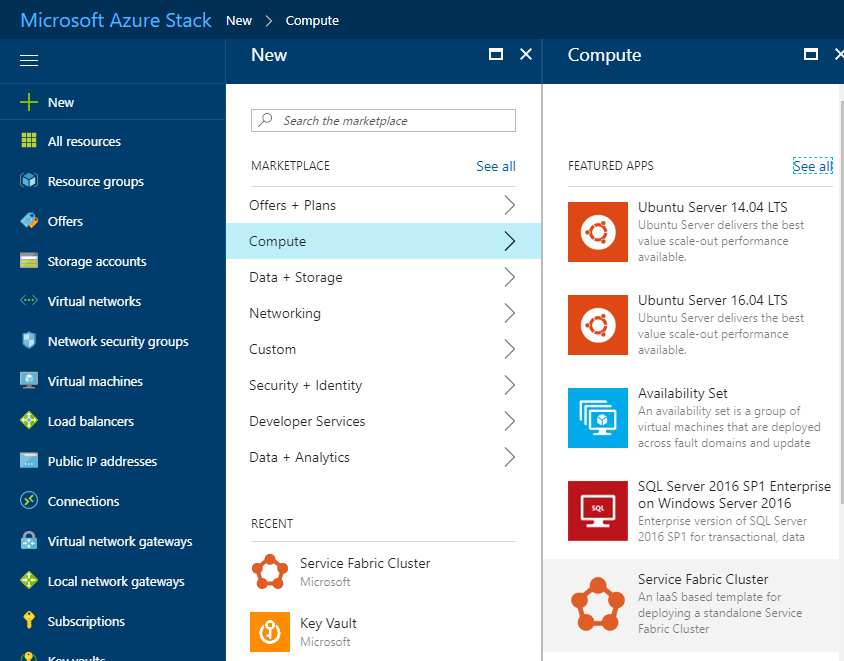 Microsoft Azure Stack New > Compute
New
All resources
Resource groups
Offers
Storage accounts
Virtual networks
Network security groups
Virtual machines
Load balancers
Public IP addresses
Connections
Virtual network gateways
Local network gateways
Subscriptions
Key vaults
New
Search the marketplace
MARKETPLACE See all
Offers + Plans
Compute
Data + Storage
Networking
Custom
Security + Identity
Developer Services
Data + Analytics
RECENT
Service Fabric Cluster
Microsoft
Key Vault
Microsoft
Compute
FEATURED APPS See all
Ubuntu Server 14.04 LTS
Ubuntu Server delivers the best
value scale-out performance
available.
Ubuntu Server 16.04 LTS
Ubuntu Server delivers the best
value scale-out performance
available.
Availability Set
An availability set is a group of
virtual machines that are deployed
across fault domains and update
SQL
SQL Server 2016 SP1 Enterprise
on Windows Server 2016
Enterprise version of SQL Server
2016 SP1 for transactional, data
Service Fabric Cluster
An IaaS based template for
deploying a standalone Service
Fabric Cluster